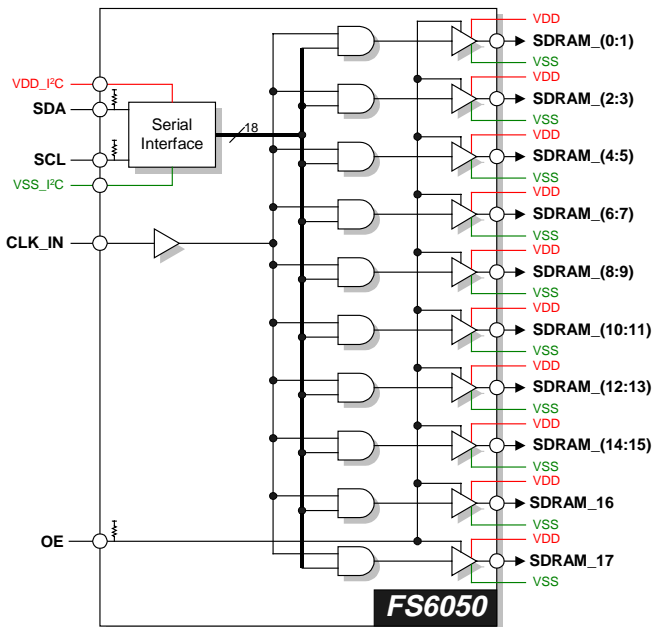 VDD_I²C
SDA
SCL
VSS_I²C
CLK_IN
OE
Serial
Interface
18
VDD
SDRAM_(0:1)
VSS
VDD
SDRAM_(2:3)
VSS
VDD
SDRAM_(4:5)
VSS
VDD
SDRAM_(6:7)
VSS
VDD
SDRAM_(8:9)
VSS
VDD
SDRAM_(10:11)
VSS
VDD
SDRAM_(12:13)
VSS
VDD
SDRAM_(14:15)
VSS
VDD
SDRAM_16
VSS
VDD
SDRAM_17
VSS
FS6050